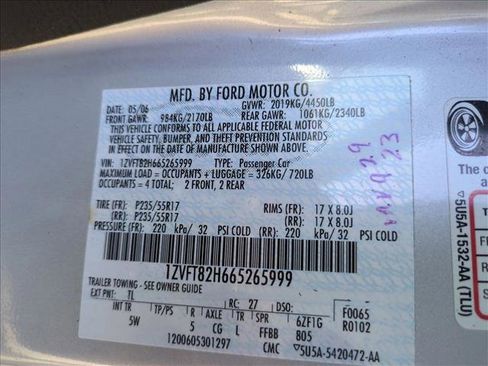 MFD. BY FORD MOTOR CO.
DATE: 05/06 GVWR: 2019KG/4450LB
FRONT GAWR: 984KG/2170LB REAR GAWR: 1061KG/2340LB
THIS VEHICLE CONFORMS TO ALL APPLICABLE FEDERAL MOTOR
VEHICLE SAFETY, BUMPER, AND THEFT PREVENTION STANDARDS
IN EFFECT ON THE DATE OF MANUFACTURE SHOWN ABOVE.
VIN: 1ZVFT82H665265999 TYPE: Passenger Car
MAXIMUM LOAD = OCCUPANTS + LUGGAGE = 326KG/ 720LB
OCCUPANTS = 4 TOTAL: 2 FRONT, 2 REAR
TIRE (FR): P235/55R17 RIMS (FR): 17 X 8.0J
(RR): P235/55R17 (RR): 17 X 8.0J
PRESSURE (FR): 220 kPa/ 32 PSI COLD (RR): 220 kPa/ 32 PSI COLD
1ZVFT82H665265999
TRAILER TOWING - SEE OWNER GUIDE
EXT PNT: TL RC: 27 DSO: F0065
INT TR TP/PS R AXLE TR SPR 6ZF1G R0102
5W 5 CG L FFBB 805
1200605301297 CMC 5U5A-5420472-AA
29
23
The
5U5A-1532-AA (TLU)